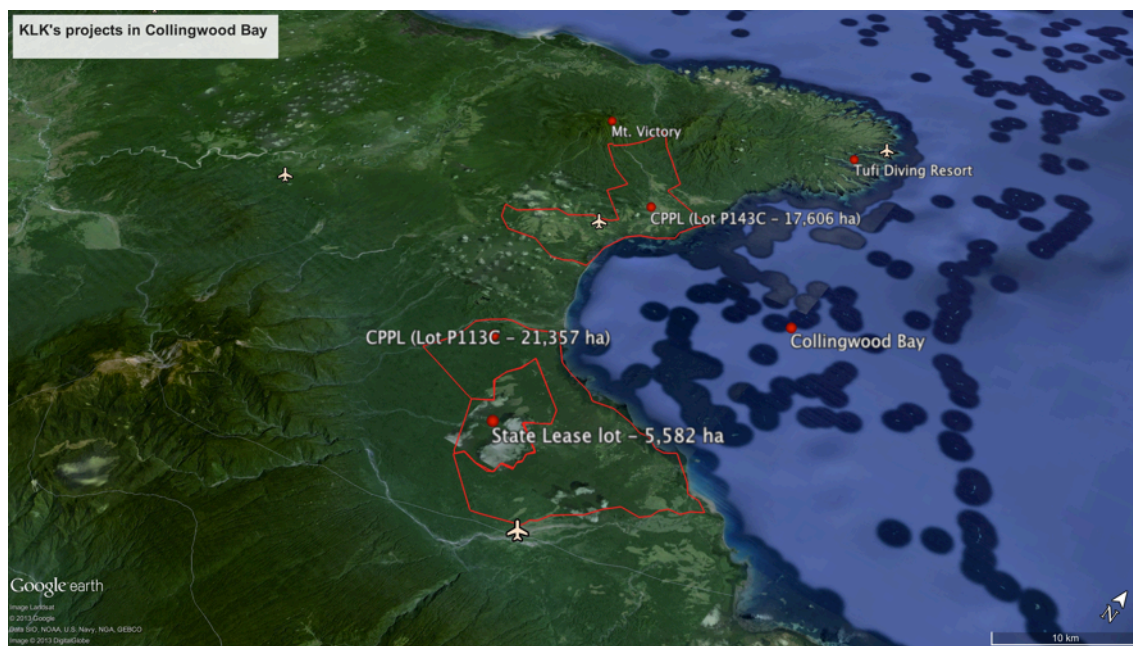 KLK's projects in Collingwood Bay
Mt. Victory
Tufi Diving Resort
CPPL (Lot P143C – 17,606 ha)
CPPL (Lot P113C – 21,357 ha)
Collingwood Bay
State Lease lot – 5,582 ha
Google earth
Image Landsat
© 2013 Google
Data SIO, NOAA, U.S. Navy, NGA, GEBCO
Image © 2013 DigitalGlobe
N
10 km